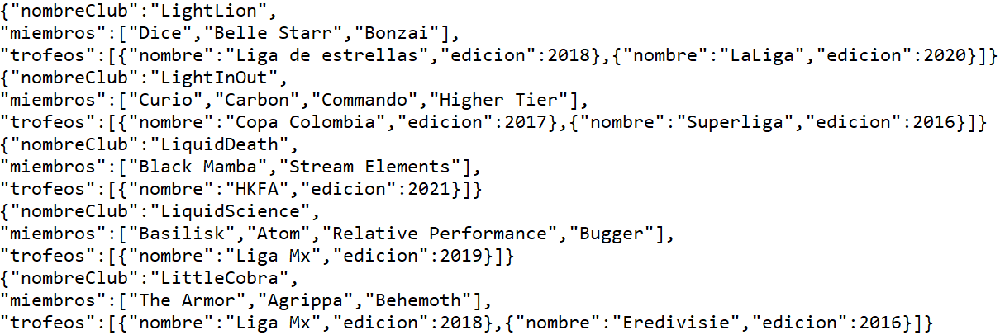 {"nombreClub":"LightLion",
"miembros":["Dice","Belle Starr","Bonzai"],
"trofeos":[{"nombre":"Liga de estrellas","edicion":2018},{"nombre":"LaLiga","edicion":2020}]}
{"nombreClub":"LightInOut",
"miembros":["Curio","Carbon","Commando","Higher Tier"],
"trofeos":[{"nombre":"Copa Colombia","edicion":2017},{"nombre":"Superliga","edicion":2016}]}
{"nombreClub":"LiquidDeath",
"miembros":["Black Mamba","Stream Elements"],
"trofeos":[{"nombre":"HKFA","edicion":2021}]}
{"nombreClub":"LiquidScience",
"miembros":["Basilisk","Atom","Relative Performance","Bugger"],
"trofeos":[{"nombre":"Liga Mx","edicion":2019}]}
{"nombreClub":"LittleCobra",
"miembros":["The Armor","Agrippa","Behemoth"],
"trofeos":[{"nombre":"Liga Mx","edicion":2018},{"nombre":"Eredivisie","edicion":2016}]}